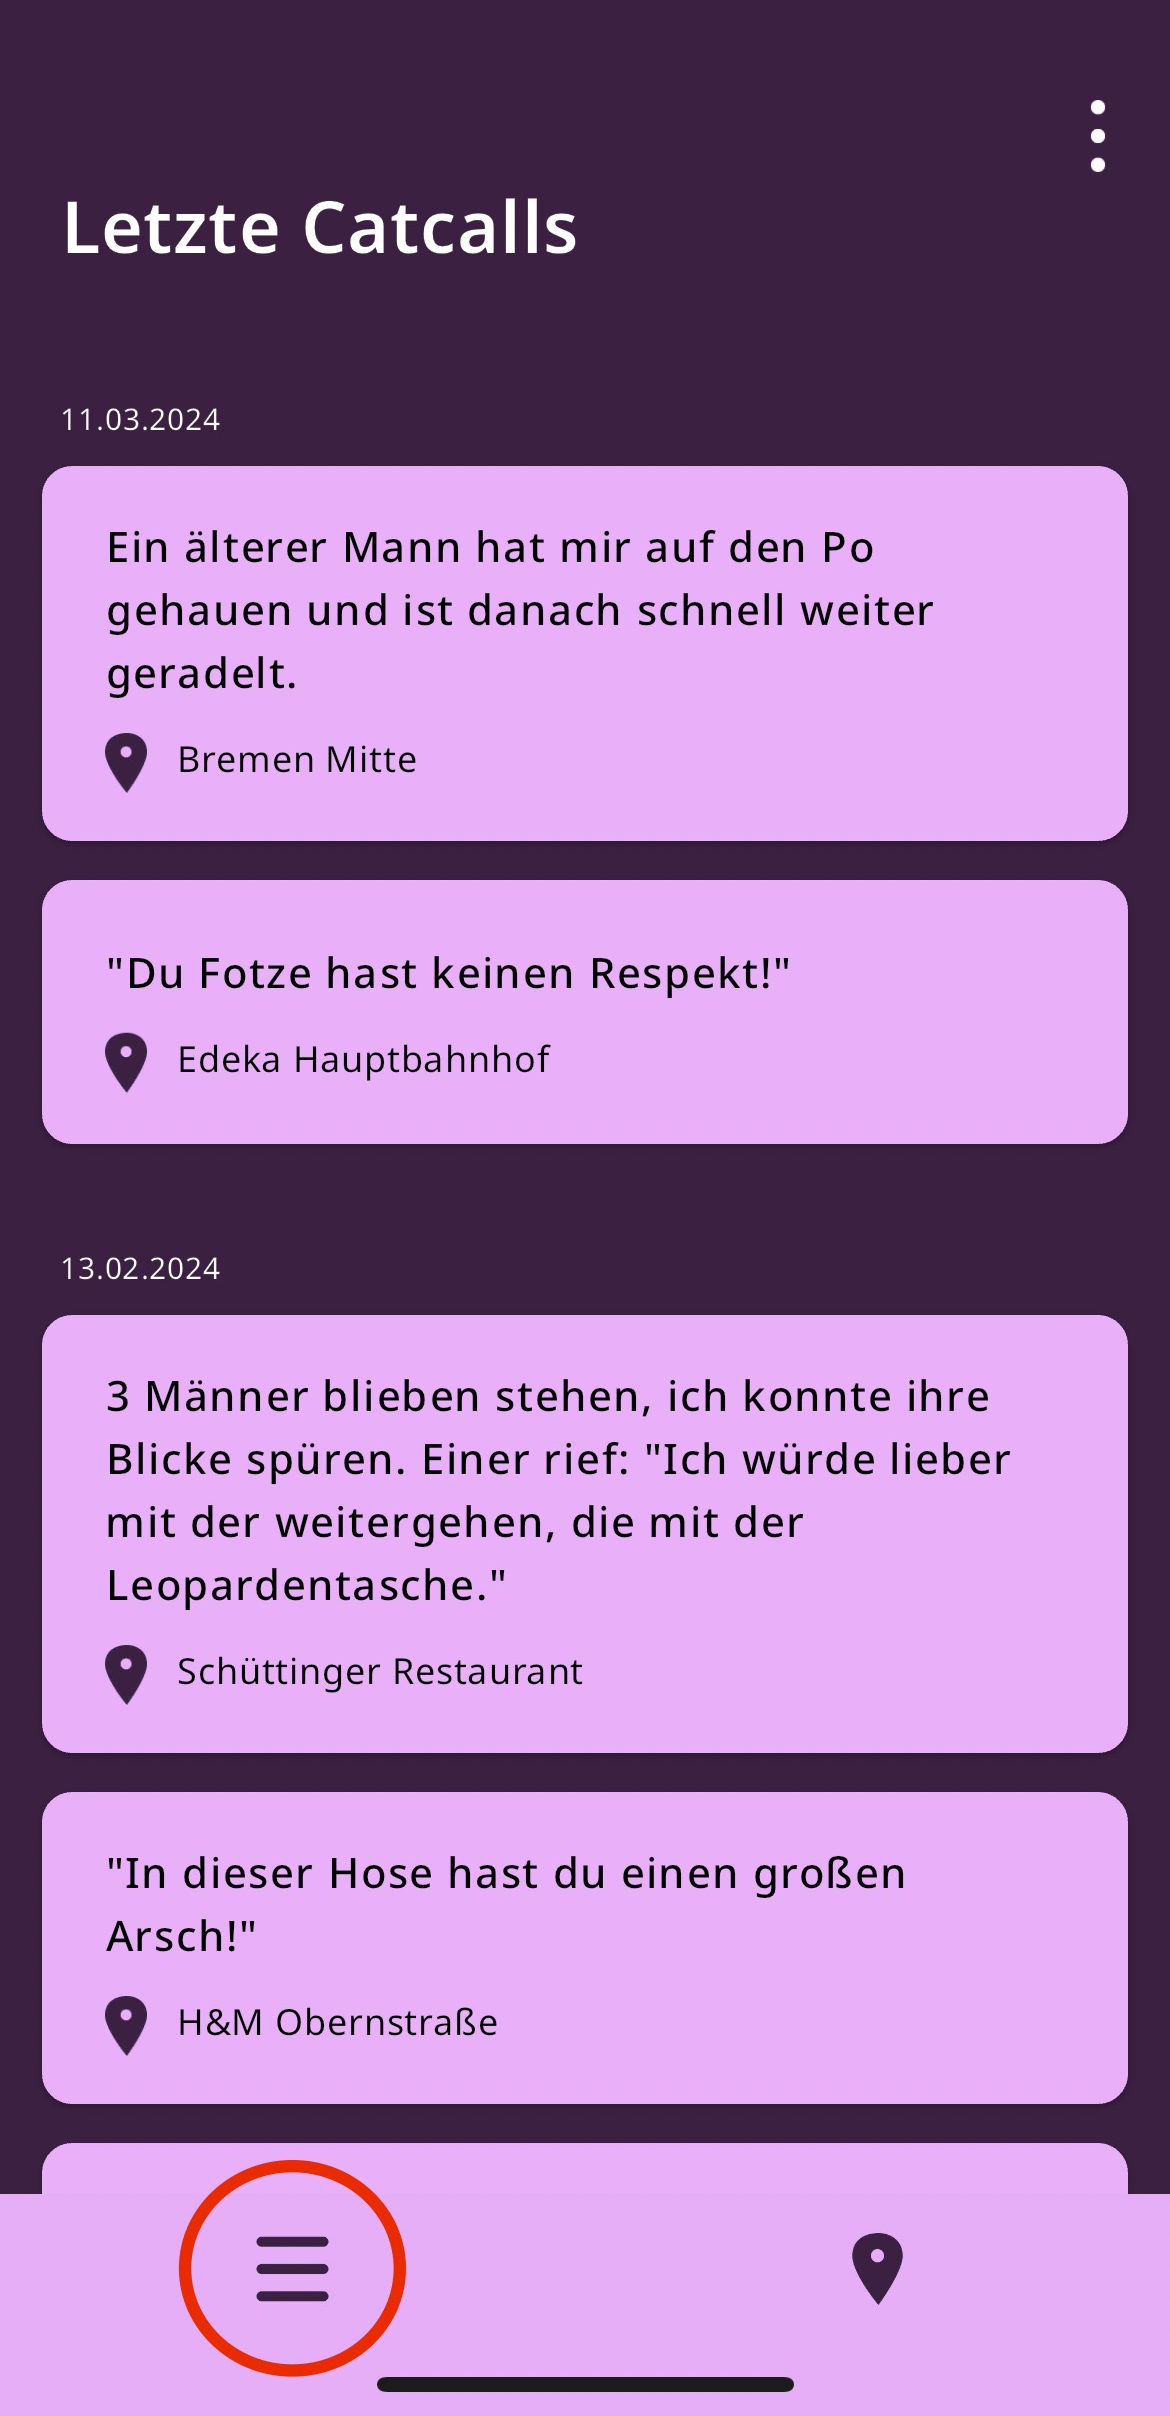 Letzte Catcalls
11.03.2024
Ein älterer Mann hat mir auf den Po
gehauen und ist danach schnell weiter
geradelt.
Bremen Mitte
"Du Fotze hast keinen Respekt!"
Edeka Hauptbahnhof
13.02.2024
3 Männer blieben stehen, ich konnte ihre
Blicke spüren. Einer rief: "Ich würde lieber
mit der weitergehen, die mit der
Leopardentasche."
Schüttinger Restaurant
"In dieser Hose hast du einen großen
Arsch!"
H&M Obernstraße